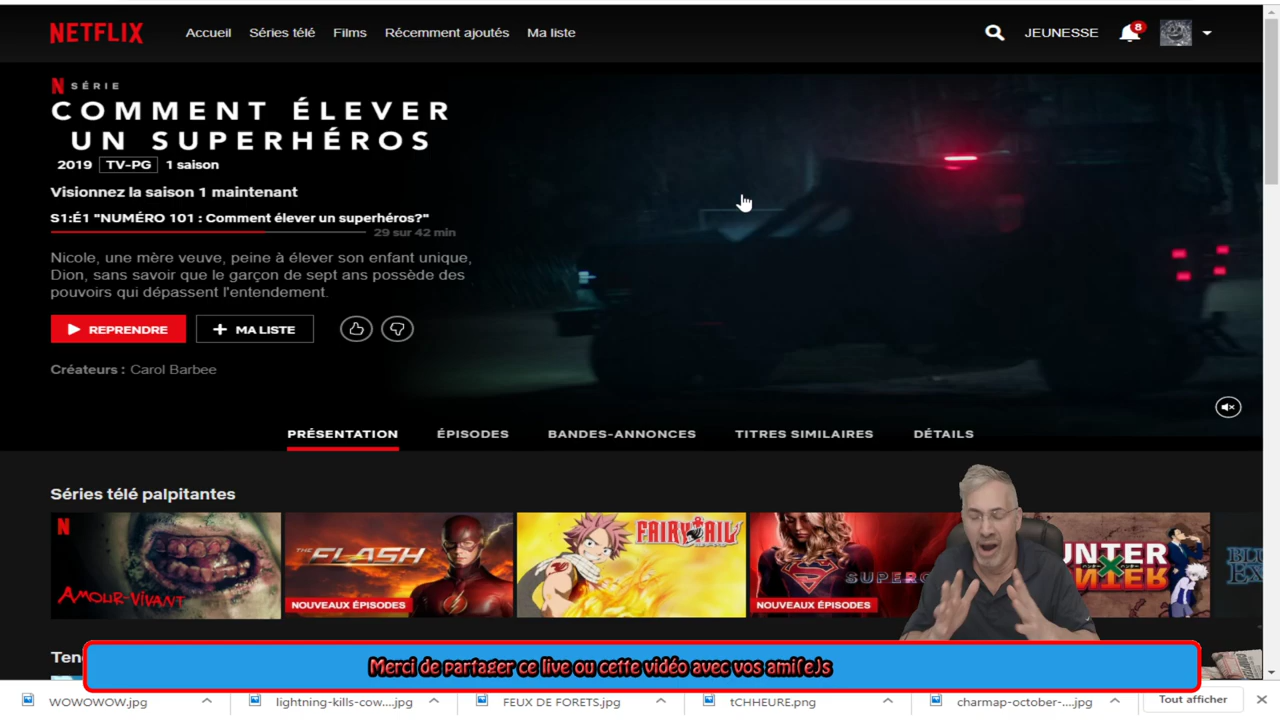 NETFLIX Accueil Séries télé Films Récemment ajoutés Ma liste JEUNESSE 8
N SÉRIE
COMMENT ÉLEVER
UN SUPERHÉROS
2019 TV-PG 1 saison
Visionnez la saison 1 maintenant
S1:É1 "NUMÉRO 101 : Comment élever un superhéros?"
29 sur 42 min
Nicole, une mère veuve, peine à élever son enfant unique,
Dion, sans savoir que le garçon de sept ans possède des
pouvoirs qui dépassent l'entendement.
REPRENDRE + MA LISTE
Créateurs : Carol Barbee
PRÉSENTATION ÉPISODES BANDES-ANNONCES TITRES SIMILAIRES DÉTAILS
Séries télé palpitantes
N
AMOUR-VIVANT
THE FLASH
NOUVEAUX ÉPISODES
FAIRY TAIL
SUPERG
NOUVEAUX ÉPISODES
UNTER
HUNTER
BLU
EX
Ten
Merci de partager ce live ou cette vidéo avec vos ami(e)s
WOWOWOW.jpg lightning-kills-cow....jpg FEUX DE FORETS.jpg tCHHEURE.png charmap-october-....jpg Tout afficher